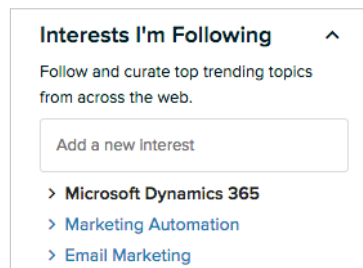 Interests I'm Following
Follow and curate top trending topics
from across the web.
Add a new interest
Microsoft Dynamics 365
Marketing Automation
Email Marketing